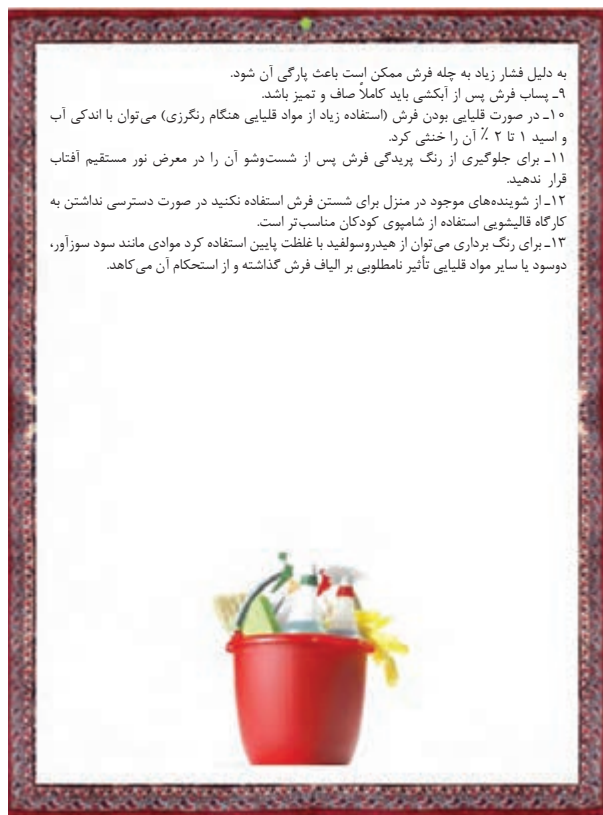 به دلیل فشار زیاد به چله فرش ممکن است باعث پارگی آن شود.
۹ـ پساب فرش پس از آبکشی باید کاملاً صاف و تمیز باشد.
۱۰ـ در صورت قلیایی بودن فرش (استفاده زیاد از مواد قلیایی هنگام رنگرزی) می‌توان با اندکی آب
و اسید ۱ تا ۲ ٪ آن را خنثی کرد.
۱۱ـ برای جلوگیری از رنگ پریدگی فرش پس از شست‌وشو آن را در معرض نور مستقیم آفتاب
قرار ندهید.
۱۲ـ از شوینده‌های موجود در منزل برای شستن فرش استفاده نکنید در صورت دسترسی نداشتن به
کارگاه قالیشویی استفاده از شامپوی کودکان مناسب‌تر است.
۱۳ـ برای رنگ برداری می‌توان از هیدروسولفید با غلظت پایین استفاده کرد موادی مانند سود سوزآور،
دوسود یا سایر مواد قلیایی تأثیر نامطلوبی بر الیاف فرش گذاشته و از استحکام آن می‌کاهد.